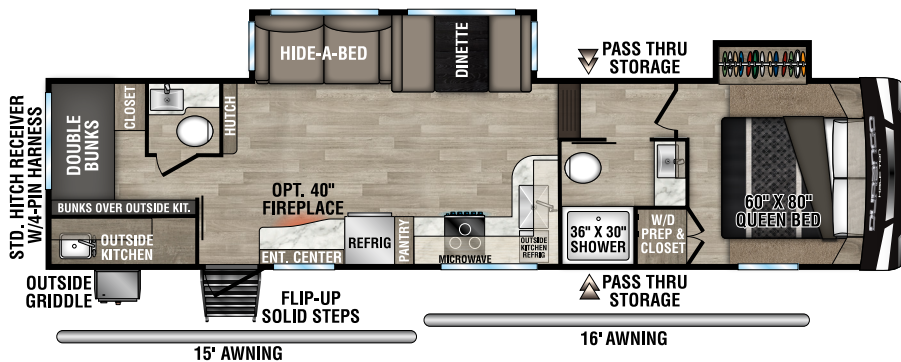 STD. HITCH RECEIVER
W/4-PIN HARNESS
DOUBLE
BUNKS
CLOSET
HUTCH
HIDE-A-BED
DINETTE
PASS THRU
STORAGE
BUNKS OVER OUTSIDE KIT.
OUTSIDE
KITCHEN
OUTSIDE
GRIDDLE
OPT. 40"
FIREPLACE
ENT. CENTER
REFRIG
PANTRY
MICROWAVE
OUTSIDE
KITCHEN
REFRIG
36" X 30"
SHOWER
W/D
PREP &
CLOSET
60" X 80"
QUEEN BED
DURANGO
FLIP-UP
SOLID STEPS
PASS THRU
STORAGE
15' AWNING
16' AWNING